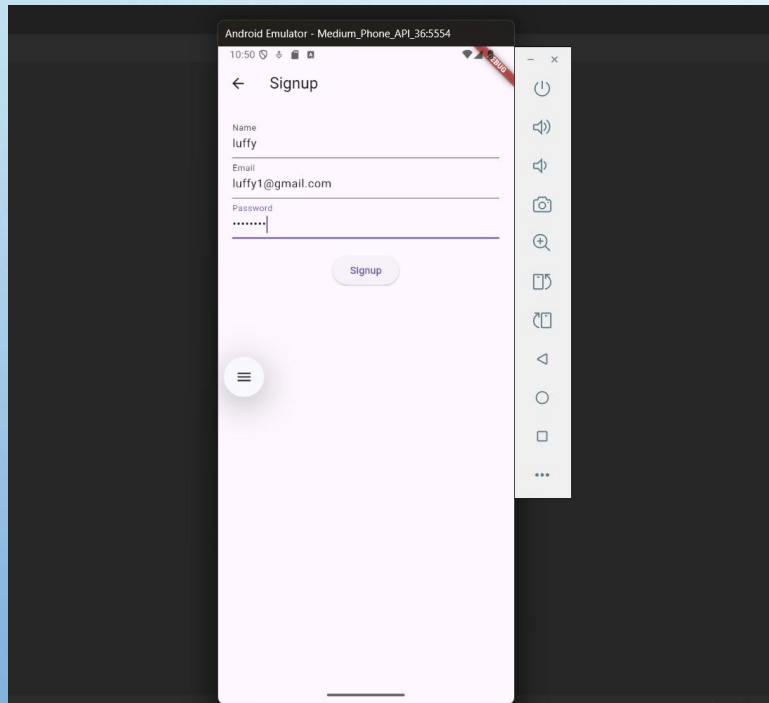 Android Emulator - Medium_Phone_API_36:5554
10:50
DEBUG
Signup
Name
luffy
Email
luffy1@gmail.com
Password
••••••••
Signup